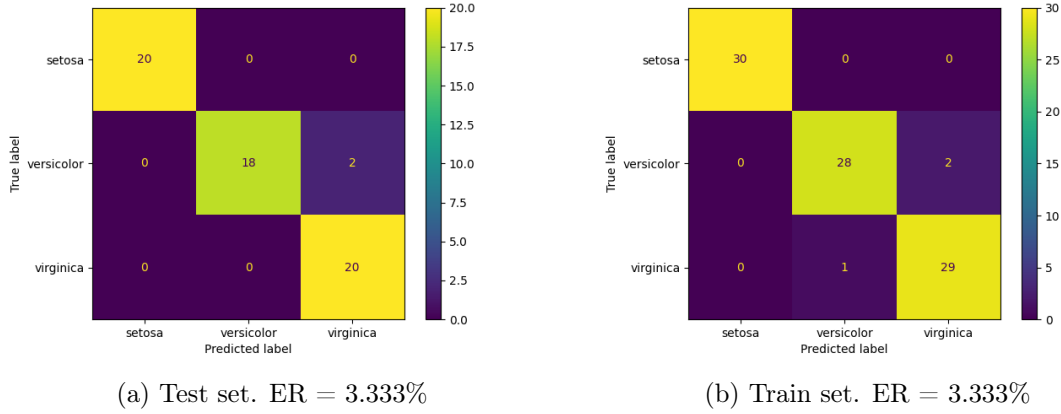 setosa
versicolor
virginica
True label
20 0 0
0 18 2
0 0 20
setosa versicolor virginica
Predicted label
20.0
17.5
15.0
12.5
10.0
7.5
5.0
2.5
0.0
(a) Test set. ER = 3.333%
setosa
versicolor
virginica
True label
30 0 0
0 28 2
0 1 29
setosa versicolor virginica
Predicted label
30
25
20
15
10
5
0
(b) Train set. ER = 3.333%